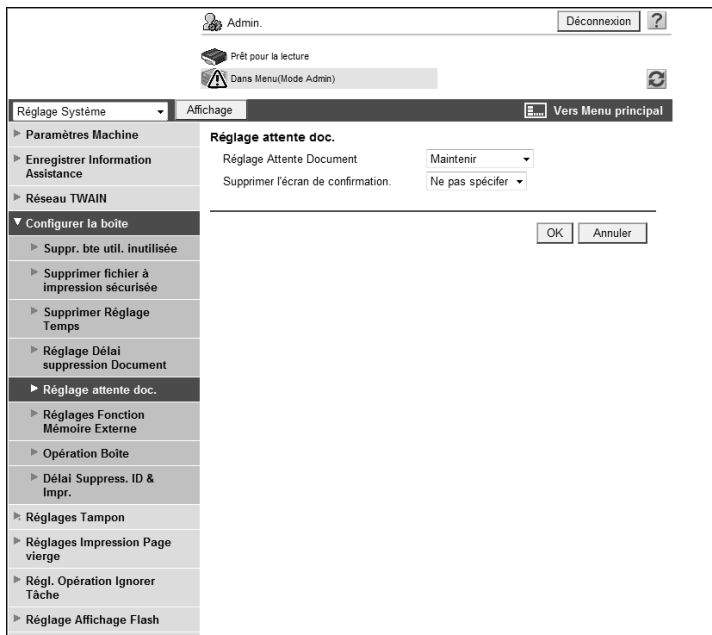 Admin.
Déconnexion
?
Prêt pour la lecture
Dans Menu(Mode Admin)
Réglage Système
Affichage
Vers Menu principal
Paramètres Machine
Enregistrer Information
Assistance
Réseau TWAIN
Configurer la boîte
Suppr. bte util. inutilisée
Supprimer fichier à
impression sécurisée
Supprimer Réglage
Temps
Réglage Délai
suppression Document
Réglage attente doc.
Réglages Fonction
Mémoire Externe
Opération Boîte
Délai Suppress. ID &
Impr.
Réglages Tampon
Réglages Impression Page
vierge
Régl. Opération Ignorer
Tâche
Réglage Affichage Flash
Réglage attente doc.
Réglage Attente Document
Maintenir
Supprimer l'écran de confirmation.
Ne pas spécifer
OK
Annuler